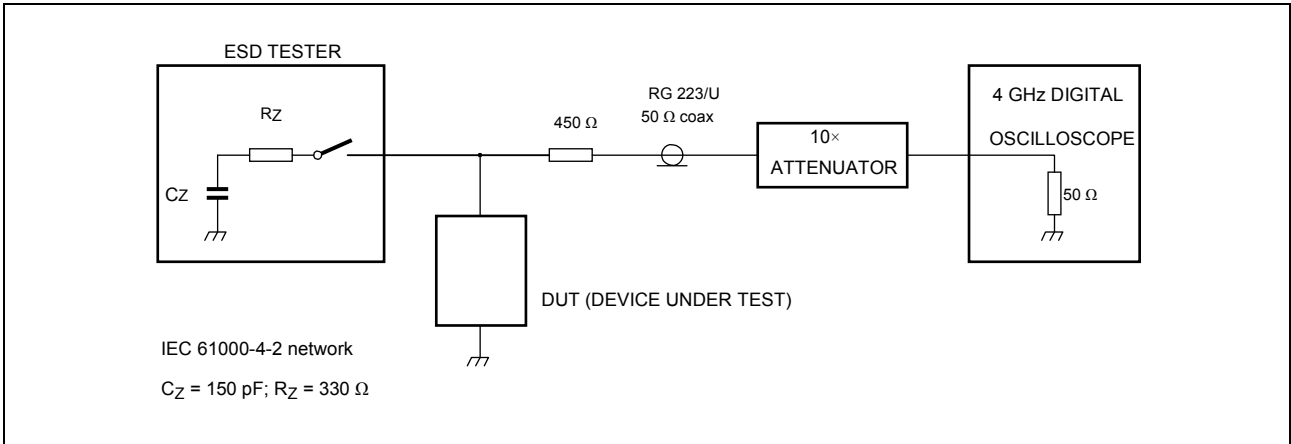 ESD TESTER
RZ
CZ
450 Ω
RG 223/U
50 Ω coax
10×
ATTENUATOR
4 GHz DIGITAL
OSCILLOSCOPE
50 Ω
DUT (DEVICE UNDER TEST)
IEC 61000-4-2 network
CZ = 150 pF; RZ = 330 Ω